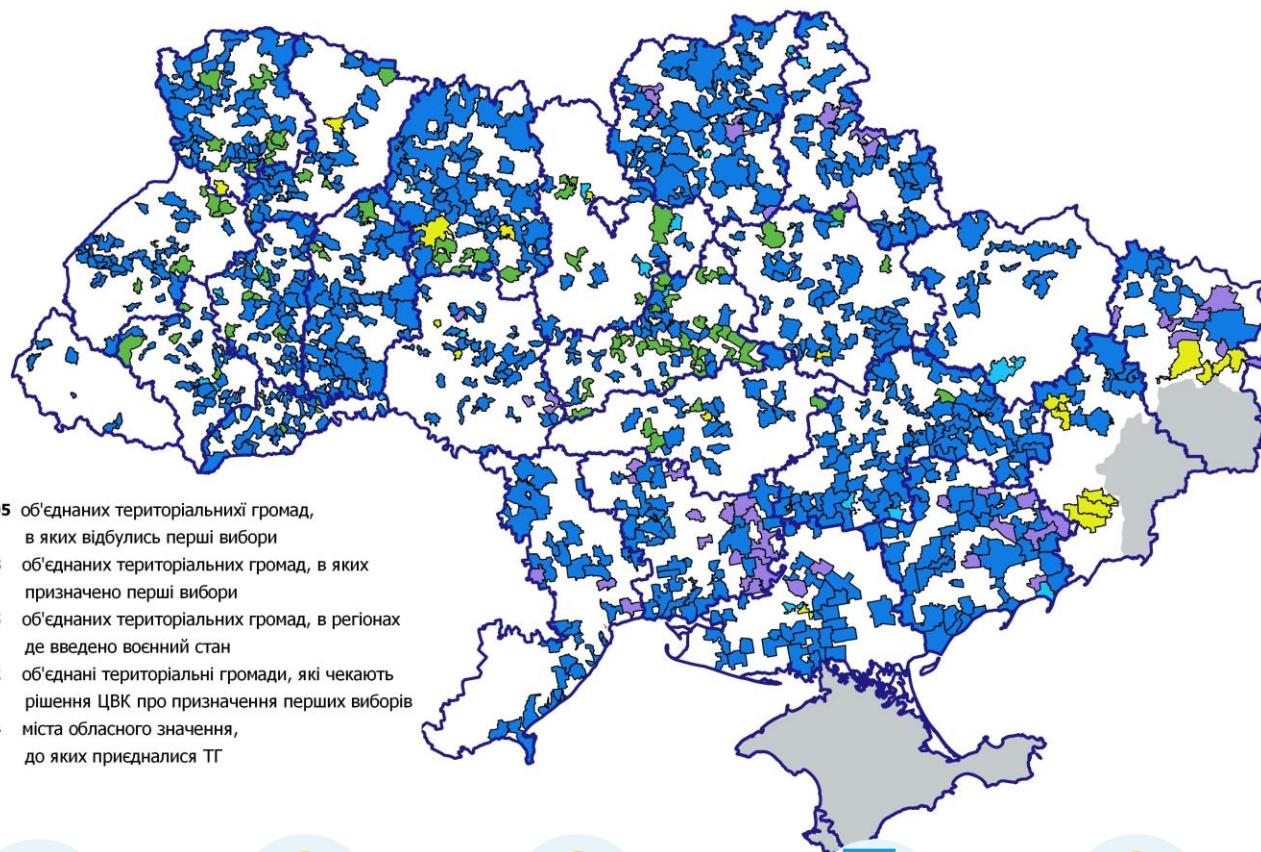 5 об'єднаних територіальнихї громад,
в яких відбулись перші вибори
об'єднаних територіальних громад, в яких
призначено перші вибори
об'єднаних територіальних громад, в регіонах
де введено воєнний стан
об'єднані територіальні громади, які чекають
рішення ЦВК про призначення перших виборів
міста обласного значення,
до яких приєдналися ТГ